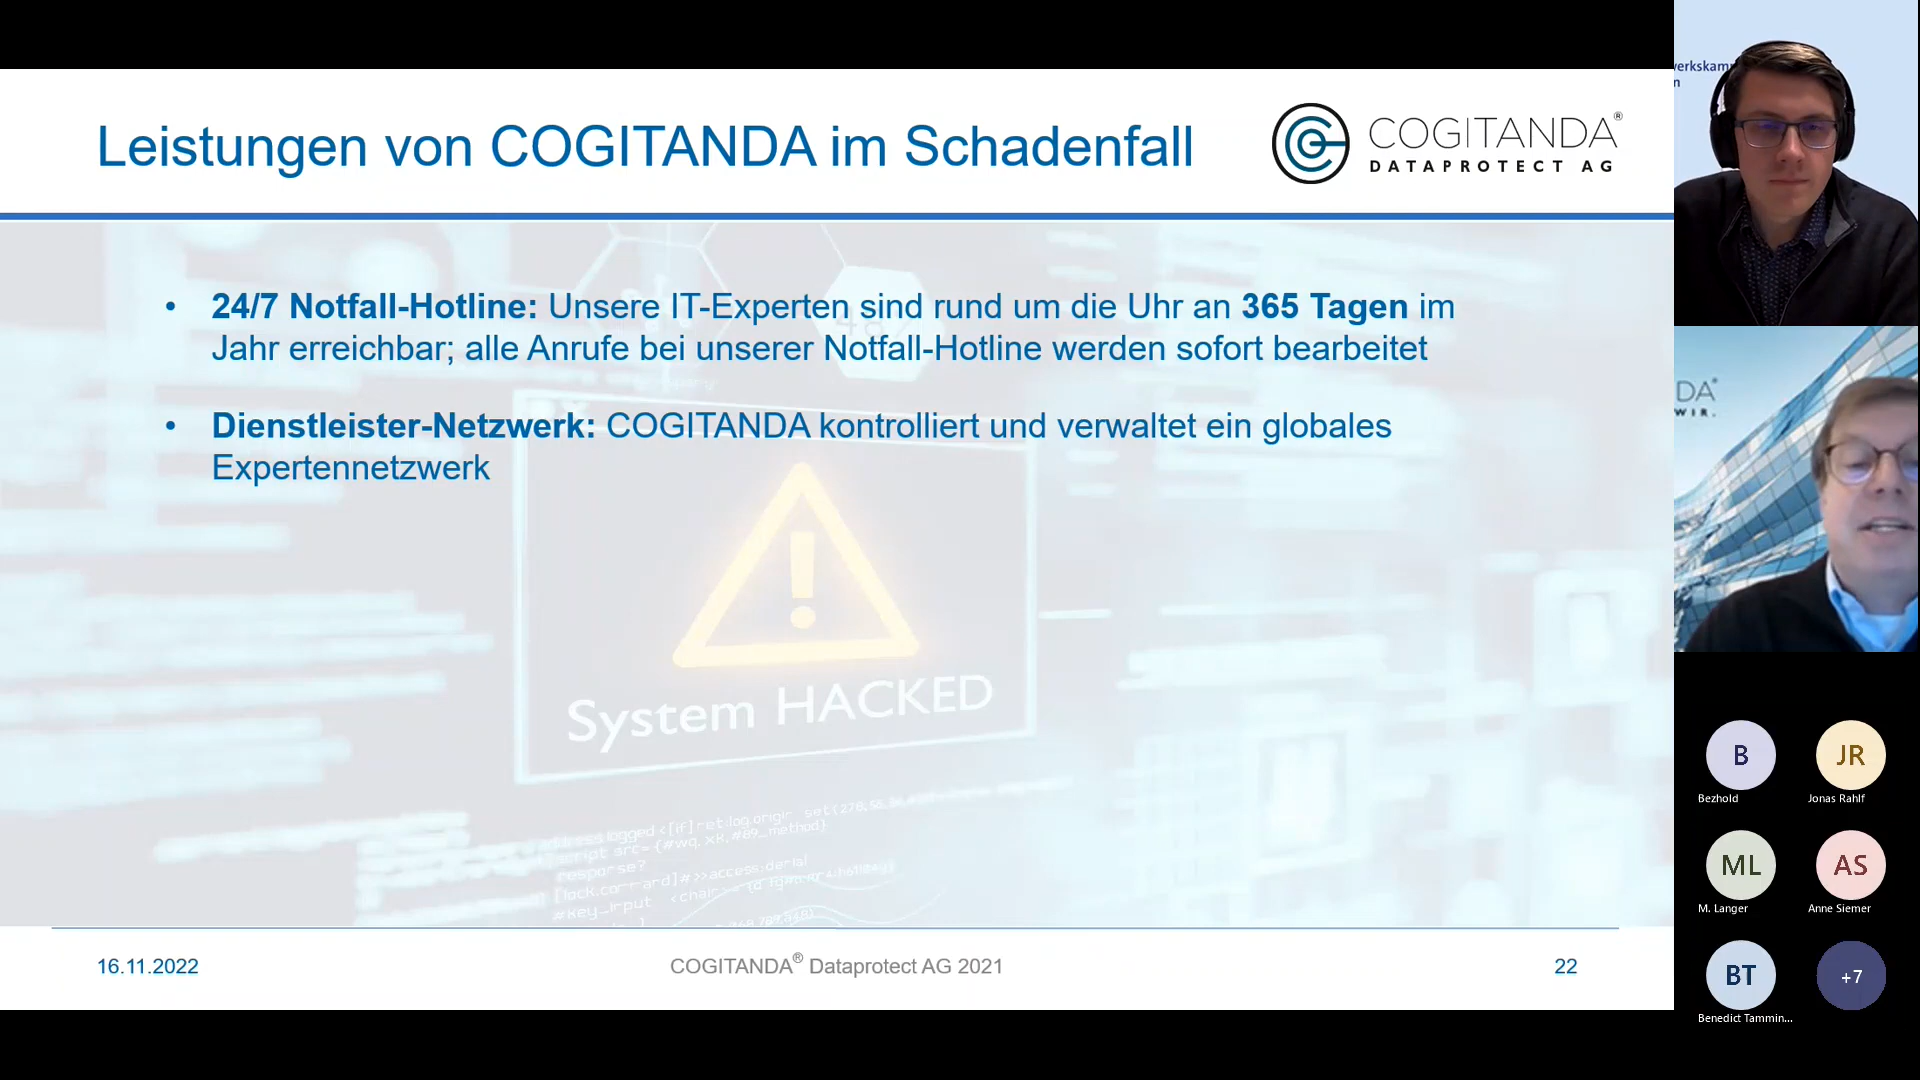 Leistungen von COGITANDA im Schadenfall
COGITANDA®
DATAPROTECT AG
• 24/7 Notfall-Hotline: Unsere IT-Experten sind rund um die Uhr an 365 Tagen im
Jahr erreichbar; alle Anrufe bei unserer Notfall-Hotline werden sofort bearbeitet
• Dienstleister-Netzwerk: COGITANDA kontrolliert und verwaltet ein globales
Expertennetzwerk
System HACKED
16.11.2022
COGITANDA® Dataprotect AG 2021
22
erskam
DA®
WIR.
B
Bezhold
JR
Jonas Rahlf
ML
M. Langer
AS
Anne Siemer
BT
Benedict Tammin...
+7